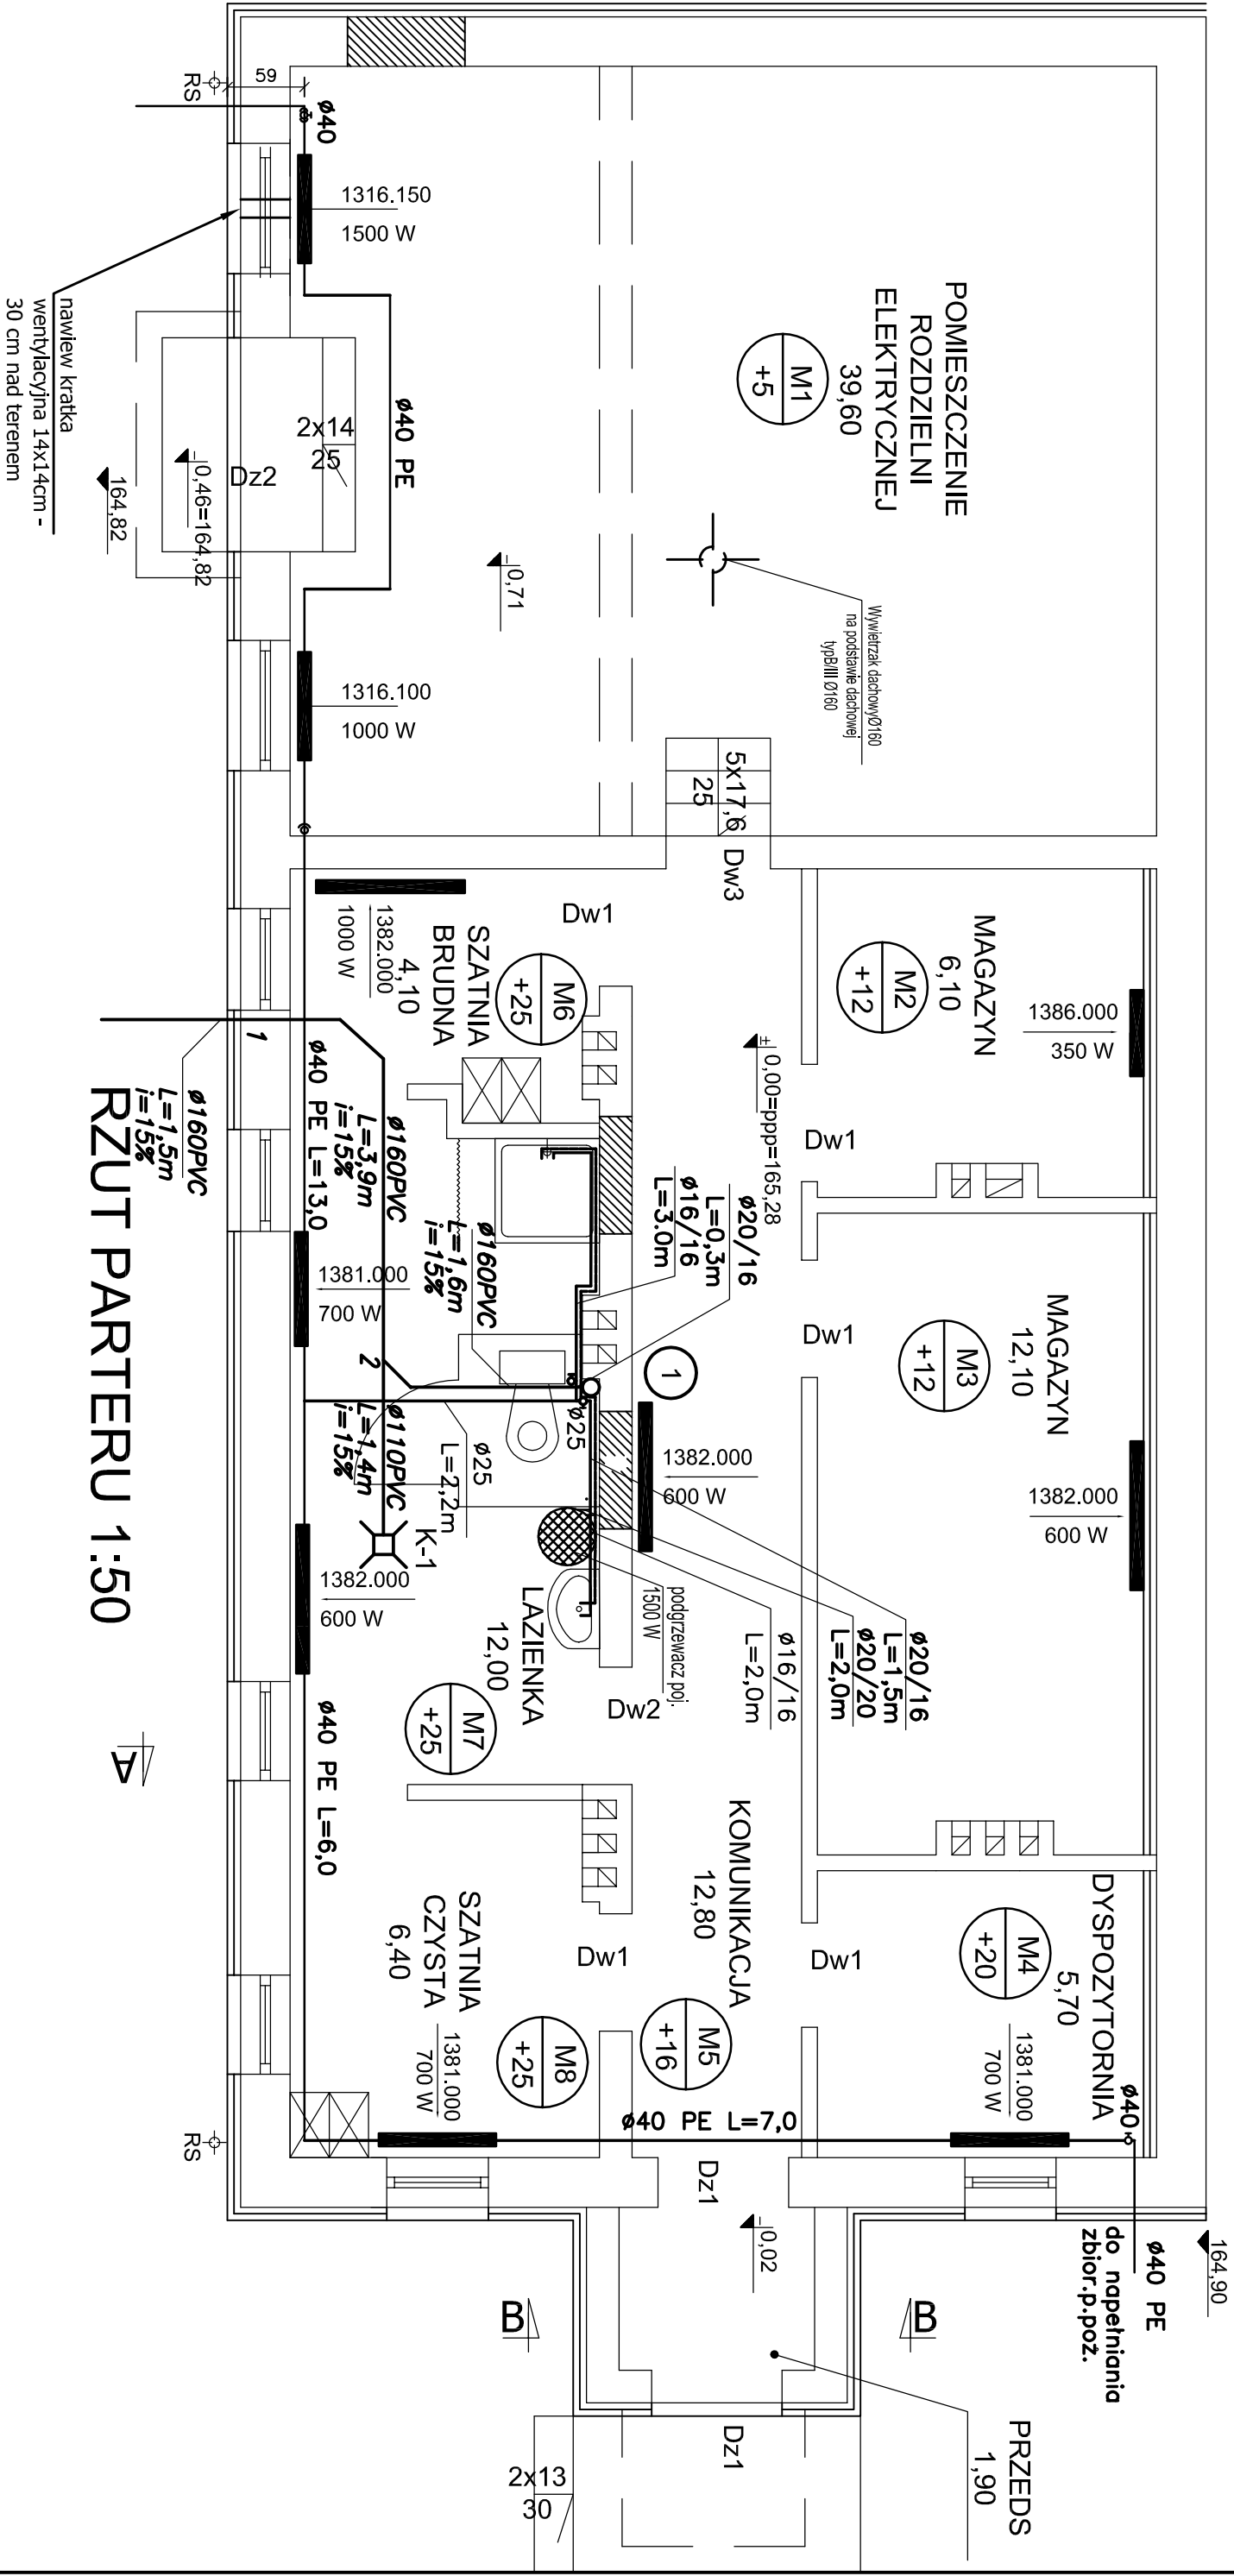 RS
59
ø40
1316.150
1500 W
nawiew kratka
wentylacyjna 14x14cm -
30 cm nad terenem
ø40 PE
2x14
25
Dz2
-0,46=164,82
164,82
POMIESZCZENIE
ROZDZIELNI
ELEKTRYCZNEJ
39,60
M1
+5
-0,71
Wywietrzak dachowyØ160
na podstawie dachowej
typB/III Ø160
1316.100
1000 W
5x17,6
25
Dw3
Dw1
1382.000
1000 W
SZATNIA
BRUDNA
4,10
M6
+25
MAGAZYN
6,10
M2
+12
1386.000
350 W
± 0,00=ppp=165,28
Dw1
1
ø160PVC
L=1,5m
i=15%
ø40 PE L=13,0
ø160PVC
L=3,9m
i=15%
ø160PVC
L=1,6m
i=15%
ø20/16
L=0,3m
ø16/16
L=3.0m
1381.000
700 W
2
1
Dw1
MAGAZYN
12,10
M3
+12
1382.000
600 W
1382.000
600 W
ø25
ø25
L=2,2m
ø110PVC
L=1,4m
i=15%
K-1
1382.000
600 W
podgrzewacz poj.
1500 W
ø16/16
L=2,0m
ø20/16
L=1,5m
ø20/20
L=2,0m
LAZIENKA
12,00
M7
+25
Dw2
ø40 PE L=6,0
KOMUNIKACJA
12,80
M5
+16
SZATNIA
CZYSTA
6,40
M8
+25
Dw1
Dw1
DYSPOZYTORNIA
5,70
M4
+20
1381.000
700 W
1381.000
700 W
ø40
ø40 PE L=7,0
RS
Dz1
-0,02
ø40 PE
do napełniania
zbior.p.poż.
164,90
B
B
Dz1
PRZEDS
1,90
2x13
30
A
RZUT PARTERU 1:50